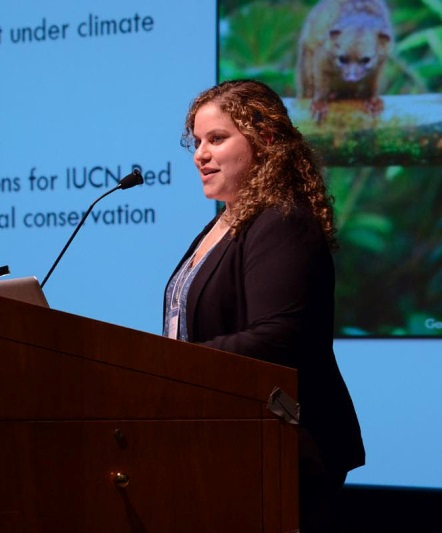 t under climate
ns for IUCN Red
al conservation
G